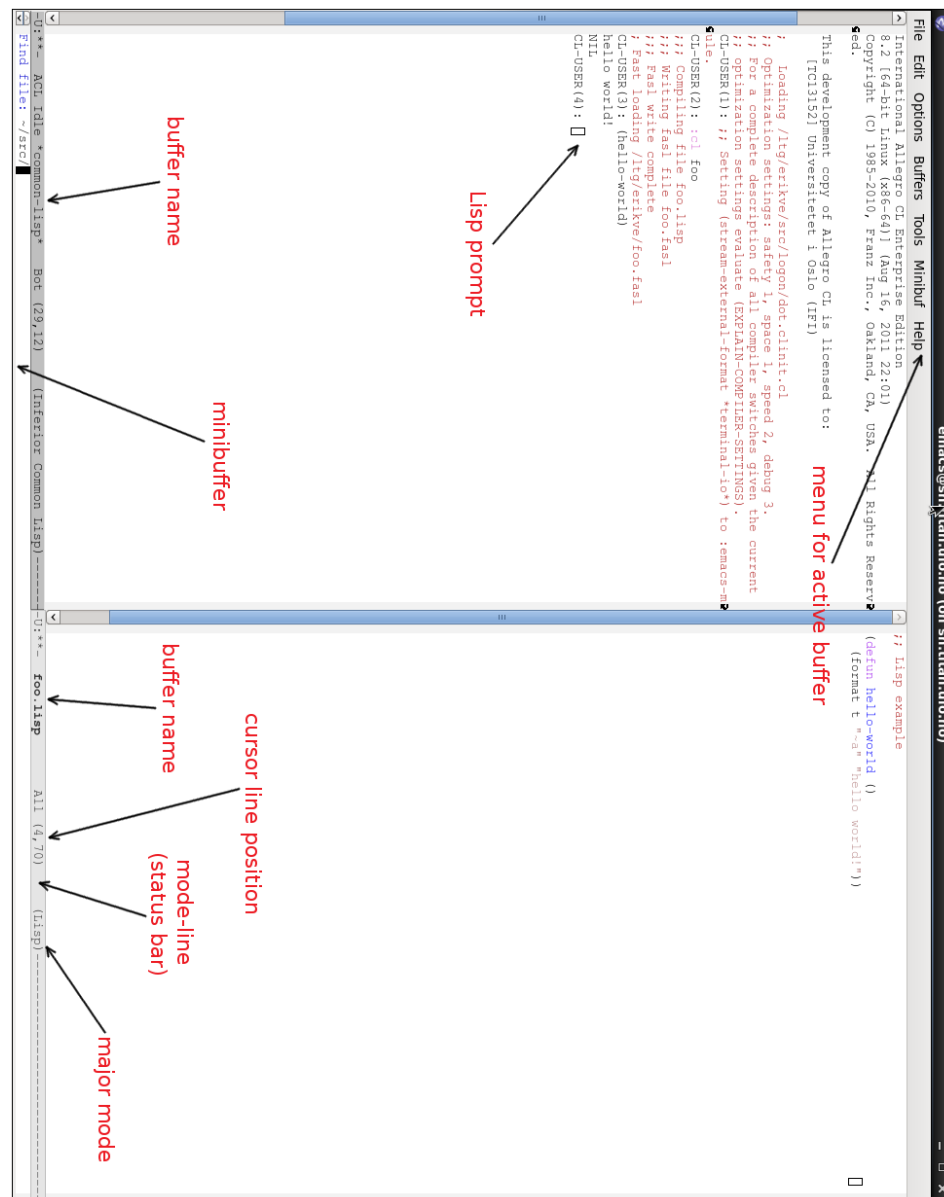 File Edit Options Buffers Tools Minibuf Help
International Allegro CL Enterprise Edition
8.2 [64-bit Linux (x86-64)] (Aug 16, 2011 22:01)
Copyright (C) 1985-2010, Franz Inc., Oakland, CA, USA.  All Rights Reserv
ed.
This development copy of Allegro CL is licensed to:
[TC13152] Universitetet i Oslo (IFI)
menu for active buffer
;   Loading /ltg/erikve/src/logon/dot.clinit.cl
;; Optimization settings: safety 1, space 1, speed 2, debug 3.
;; For a complete description of all compiler switches given the current
;; optimization settings evaluate (EXPLAIN-COMPILER-SETTINGS).
CL-USER(1): ;; Setting (stream-external-format *terminal-io*) to :emacs-m
ule.
CL-USER(2): :cl foo
;;; Compiling file foo.lisp
;;; Writing fasl file foo.fasl
;;; Fasl write complete
; Fast loading /ltg/erikve/foo.fasl
CL-USER(3): (hello-world)
hello world!
NIL
CL-USER(4):
Lisp prompt
minibuffer
buffer name
-U:**-  ACL Idle *common-lisp*   Bot (29,12)   (Inferior Common Lisp)-------
Find file: ~/src/
;; Lisp example
(defun hello-world ()
(format t "~a" "hello world!"))
cursor line position
mode-line
(status bar)
buffer name
major mode
-U:**-  foo.lisp   All (4,70)   (Lisp)-----------------------